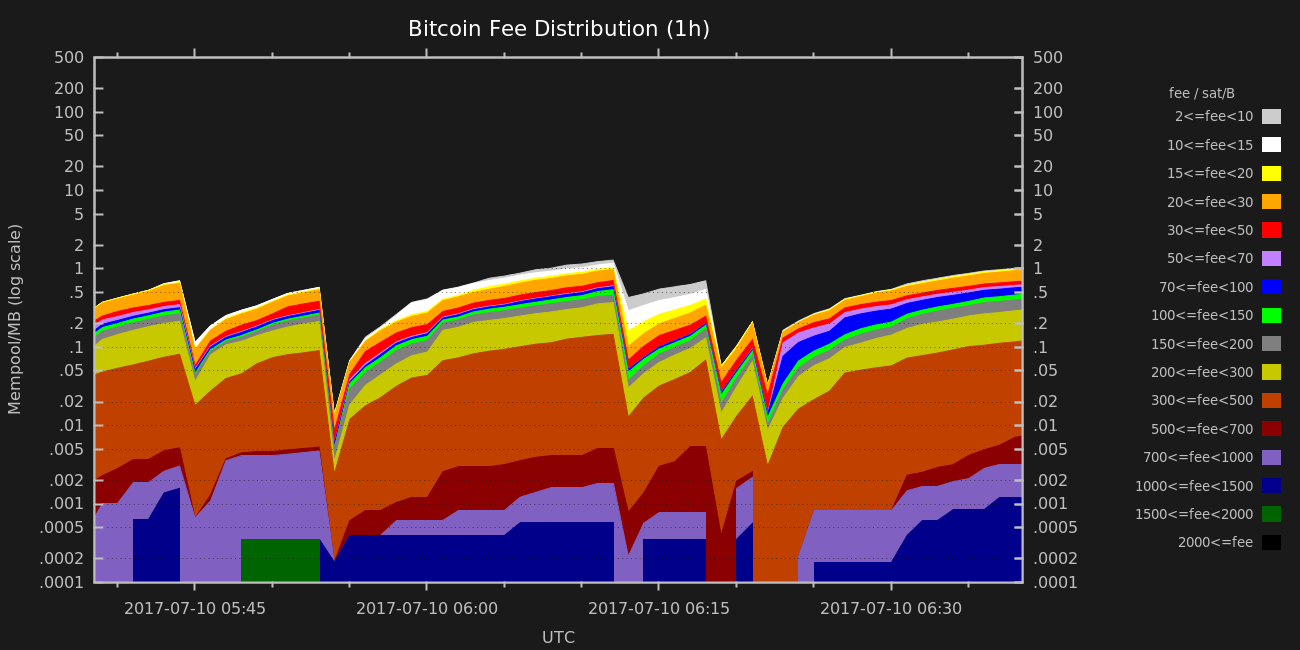 Bitcoin Fee Distribution (1h)
Mempool/MB (log scale)
500
200
100
50
20
10
5
2
1
.5
.2
.1
.05
.02
.01
.005
.002
.001
.0005
.0002
.0001
500
200
100
50
20
10
5
2
1
.5
.2
.1
.05
.02
.01
.005
.002
.001
.0005
.0002
.0001
2017-07-10 05:45
2017-07-10 06:00
2017-07-10 06:15
2017-07-10 06:30
UTC
fee / sat/B
2<=fee<10
10<=fee<15
15<=fee<20
20<=fee<30
30<=fee<50
50<=fee<70
70<=fee<100
100<=fee<150
150<=fee<200
200<=fee<300
300<=fee<500
500<=fee<700
700<=fee<1000
1000<=fee<1500
1500<=fee<2000
2000<=fee